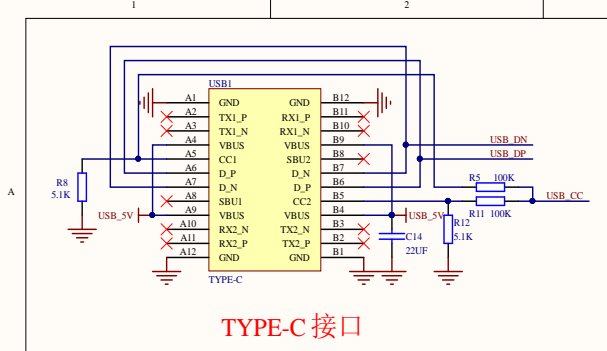 1 2
USB1
A1 GND GND B12
A2 TX1_P RX1_P B11
A3 TX1_N RX1_N B10
A4 VBUS VBUS B9
USB_DN
A5 CC1 SBU2 B8
USB_DP
A6 D_P D_N B7
R8 A7 D_N D_P B6 R5 100K
A
5.1K A8 SBU1 CC2 B5 USB_CC
USB_5V A9 VBUS VBUS B4 USB_5V R11 100K
R12
A10 RX2_N TX2_N B3 C14 5.1K
A11 RX2_P TX2_P B2
22UF
A12 GND GND B1
TYPE-C
TYPE-C 接口